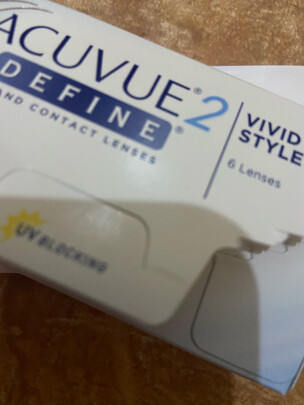 ACUVUE®2
DEFINE®
AND CONTACT LENSES
VIVID
STYLE
6 Lenses
UV BLOCKING